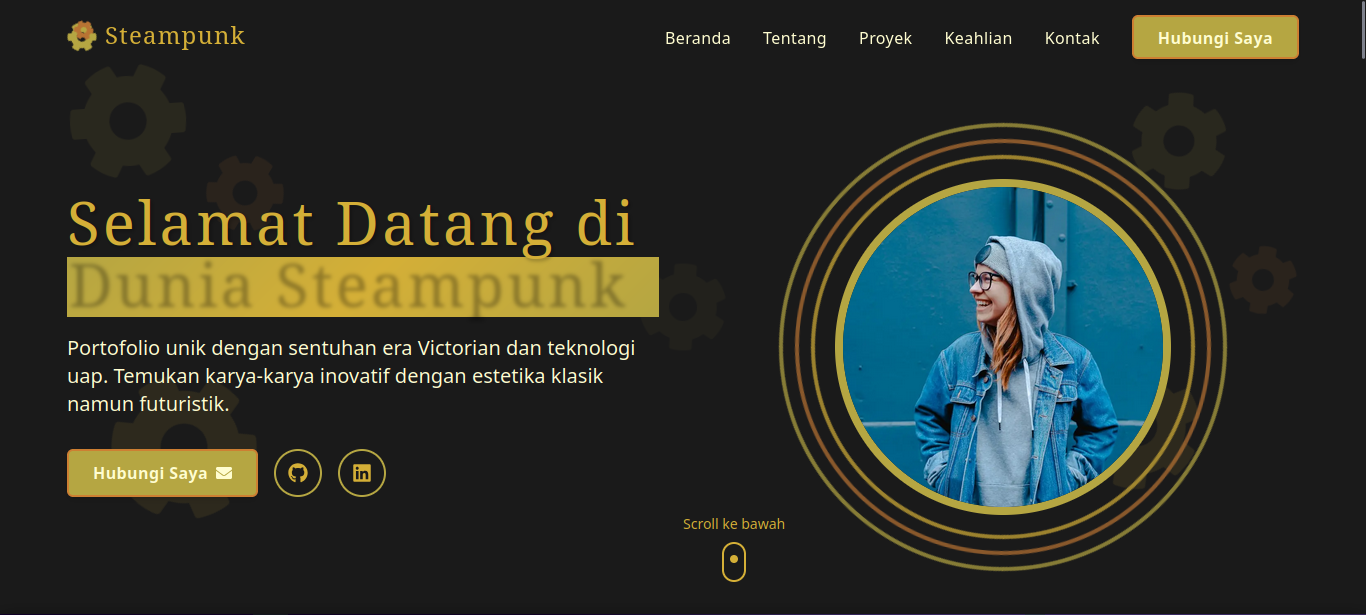 Steampunk
Beranda
Tentang
Proyek
Keahlian
Kontak
Hubungi Saya
Selamat Datang di
Dunia Steampunk
Portofolio unik dengan sentuhan era Victorian dan teknologi
uap. Temukan karya-karya inovatif dengan estetika klasik
namun futuristik.
Hubungi Saya
Scroll ke bawah